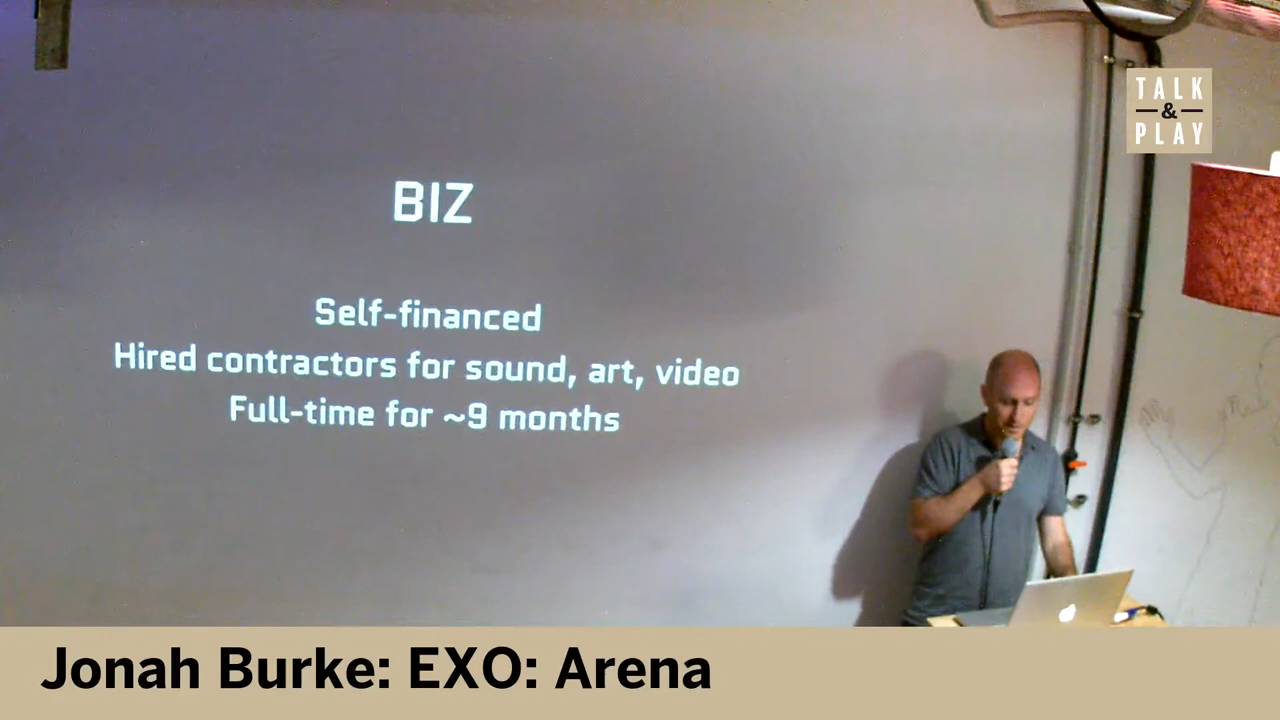 TALK
&
PLAY
BIZ
Self-financed
Hired contractors for sound, art, video
Full-time for ~9 months
Jonah Burke: EXO: Arena